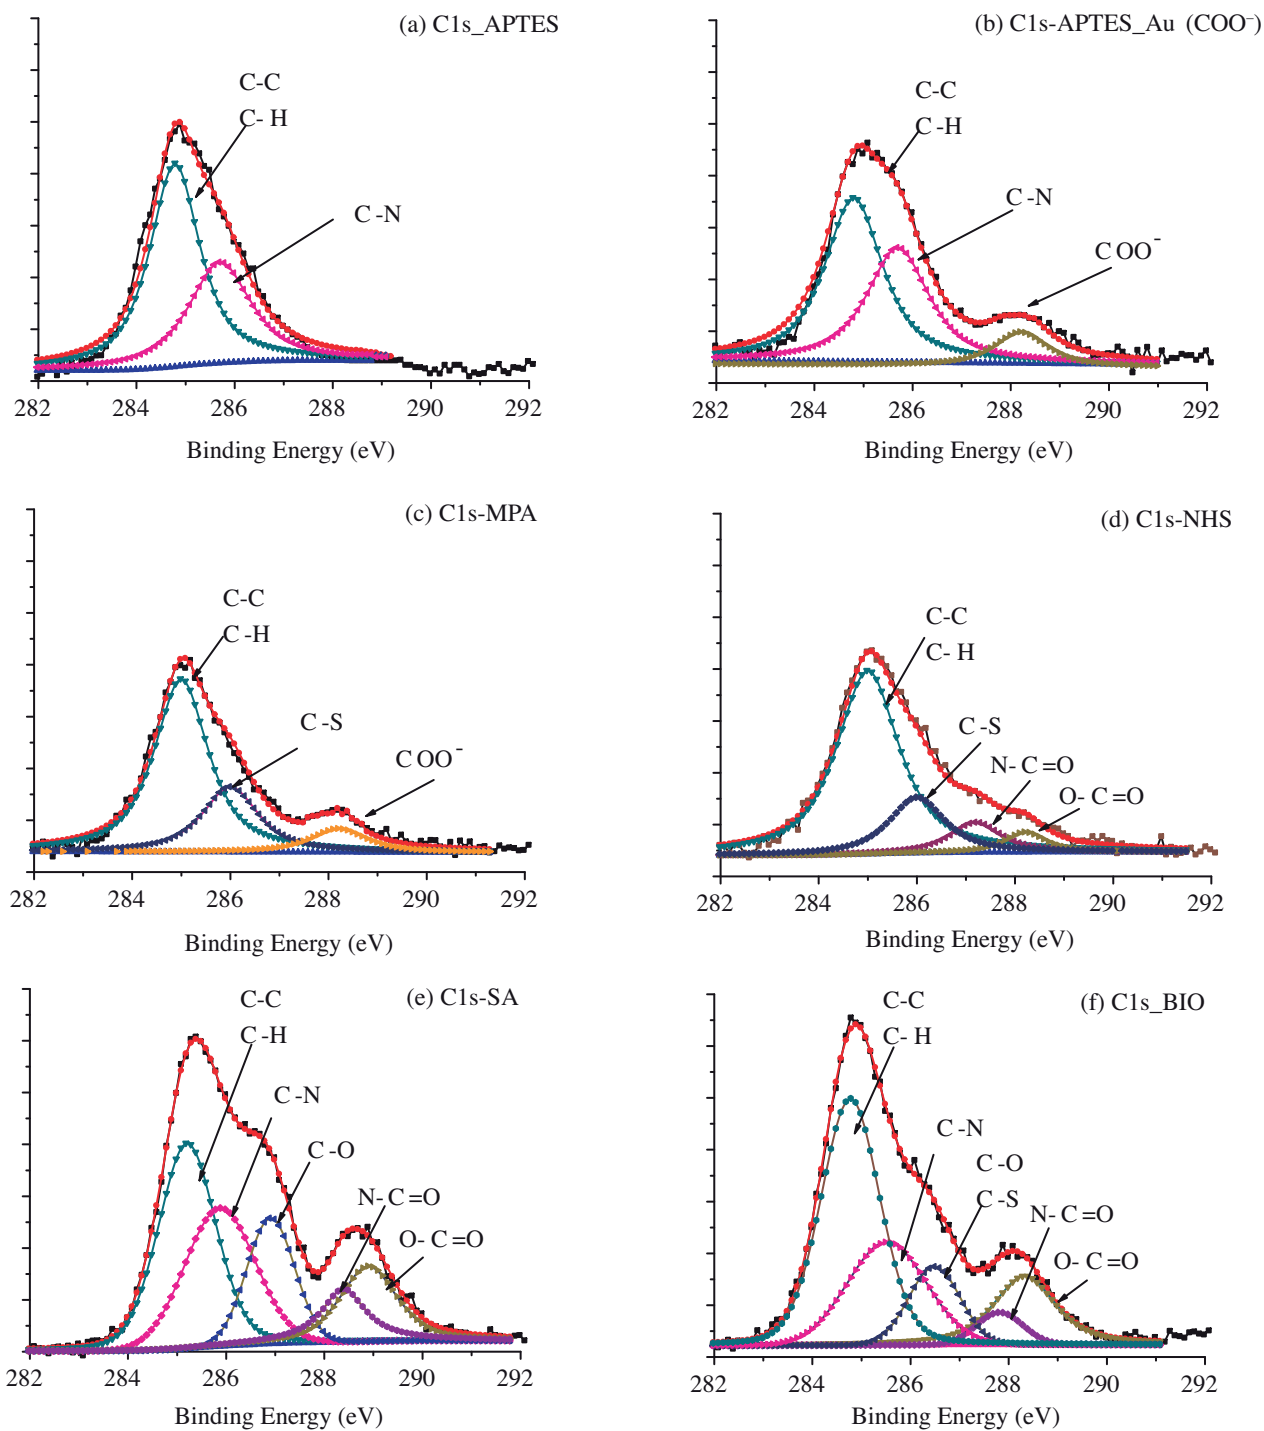 (a) C1s_APTES
C-C
C- H
C -N
282 284 286 288 290 292
Binding Energy (eV)
(b) C1s-APTES_Au (COO⁻)
C-C
C -H
C -N
COO⁻
282 284 286 288 290 292
Binding Energy (eV)
(c) C1s-MPA
C-C
C -H
C -S
COO⁻
282 284 286 288 290 292
Binding Energy (eV)
(d) C1s-NHS
C-C
C- H
C -S
N- C=O
O- C=O
282 284 286 288 290 292
Binding Energy (eV)
(e) C1s-SA
C-C
C -H
C -N
C -O
N- C=O
O- C=O
282 284 286 288 290 292
Binding Energy (eV)
(f) C1s_BIO
C-C
C- H
C -N
C -O
C -S
N- C=O
O- C=O
282 284 286 288 290 292
Binding Energy (eV)